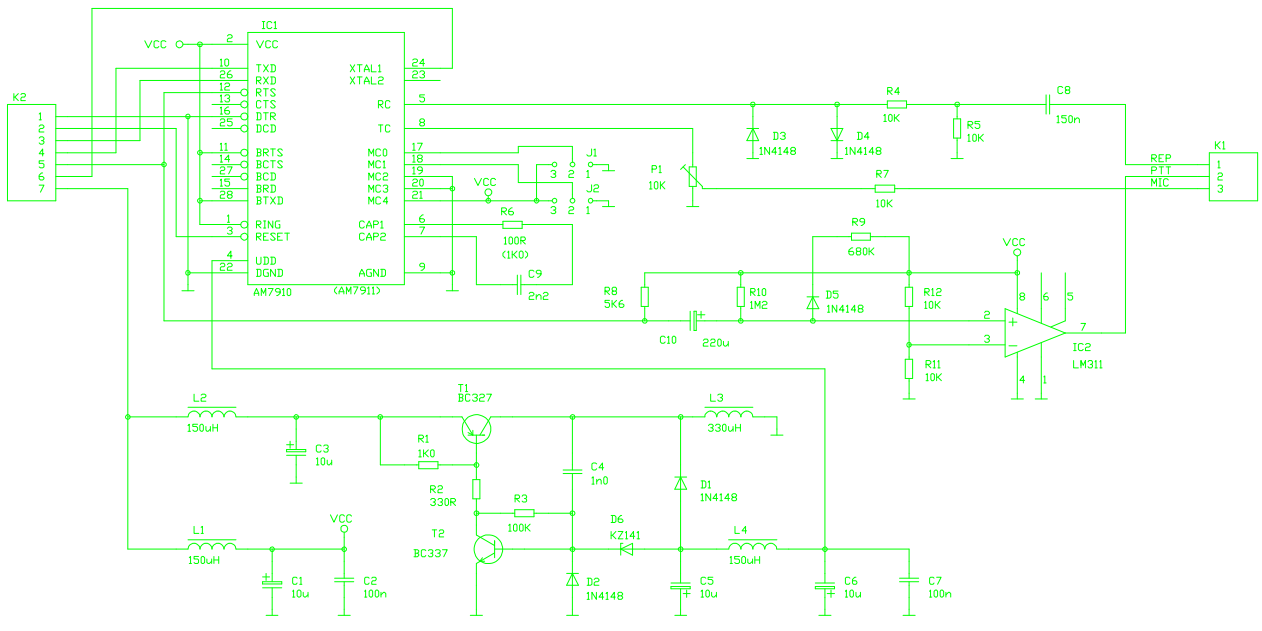 IC1
VCC
2
VCC
10
TXD
XTAL1
24
26
RXD
XTAL2
23
12
RTS
13
CTS
RC
5
16
DTR
25
DCD
TC
8
11
BRTS
MC0
17
14
BCTS
MC1
18
27
BCD
MC2
19
15
BRD
MC3
20
28
BTXD
MC4
21
1
RING
CAP1
6
3
RESET
CAP2
7
4
UDD
22
DGND
AGND
9
AM7910
(AM7911)
K2
1
2
3
4
5
6
7
J1
3 2 1
J2
3 2 1
VCC
R6
100R
(1K0)
C9
2n2
P1
10K
D3
1N4148
D4
1N4148
R4
10K
R5
10K
C8
150n
R7
10K
K1
REP
1
PTT
2
MIC
3
R9
680K
VCC
R8
5K6
R10
1M2
D5
1N4148
R12
10K
C10
220u
R11
10K
8
6
5
2
+
3
-
7
4
1
IC2
LM311
L2
150uH
C3
10u
T1
BC327
R1
1K0
R2
330R
R3
100K
T2
BC337
C4
1n0
L3
330uH
D1
1N4148
D6
KZ141
L4
150uH
L1
150uH
VCC
C1
10u
C2
100n
D2
1N4148
C5
10u
C6
10u
C7
100n